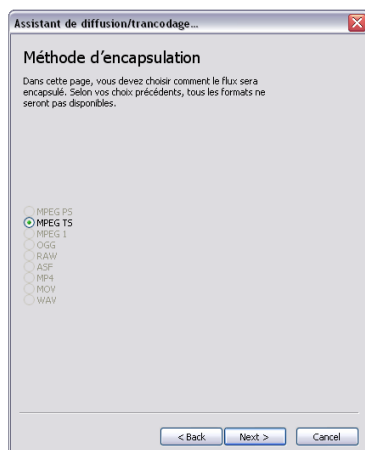 Assistant de diffusion/trancodage...
Méthode d'encapsulation
Dans cette page, vous devez choisir comment le flux sera
encapsulé. Selon vos choix précédents, tous les formats ne
seront pas disponibles.
MPEG PS
MPEG TS
MPEG 1
OGG
RAW
ASF
MP4
MOV
WAV
< Back Next > Cancel